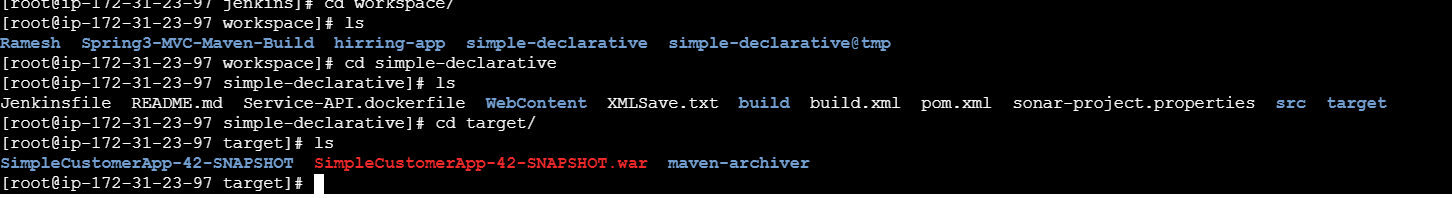 [root@ip-172-31-23-97 jenkins]# cd workspace/
[root@ip-172-31-23-97 workspace]# ls
Ramesh  Spring3-MVC-Maven-Build  hirring-app  simple-declarative  simple-declarative@tmp
[root@ip-172-31-23-97 workspace]# cd simple-declarative
[root@ip-172-31-23-97 simple-declarative]# ls
Jenkinsfile  README.md  Service-API.dockerfile  WebContent  XMLSave.txt  build  build.xml  pom.xml  sonar-project.properties  src  target
[root@ip-172-31-23-97 simple-declarative]# cd target/
[root@ip-172-31-23-97 target]# ls
SimpleCustomerApp-42-SNAPSHOT  SimpleCustomerApp-42-SNAPSHOT.war  maven-archiver
[root@ip-172-31-23-97 target]#